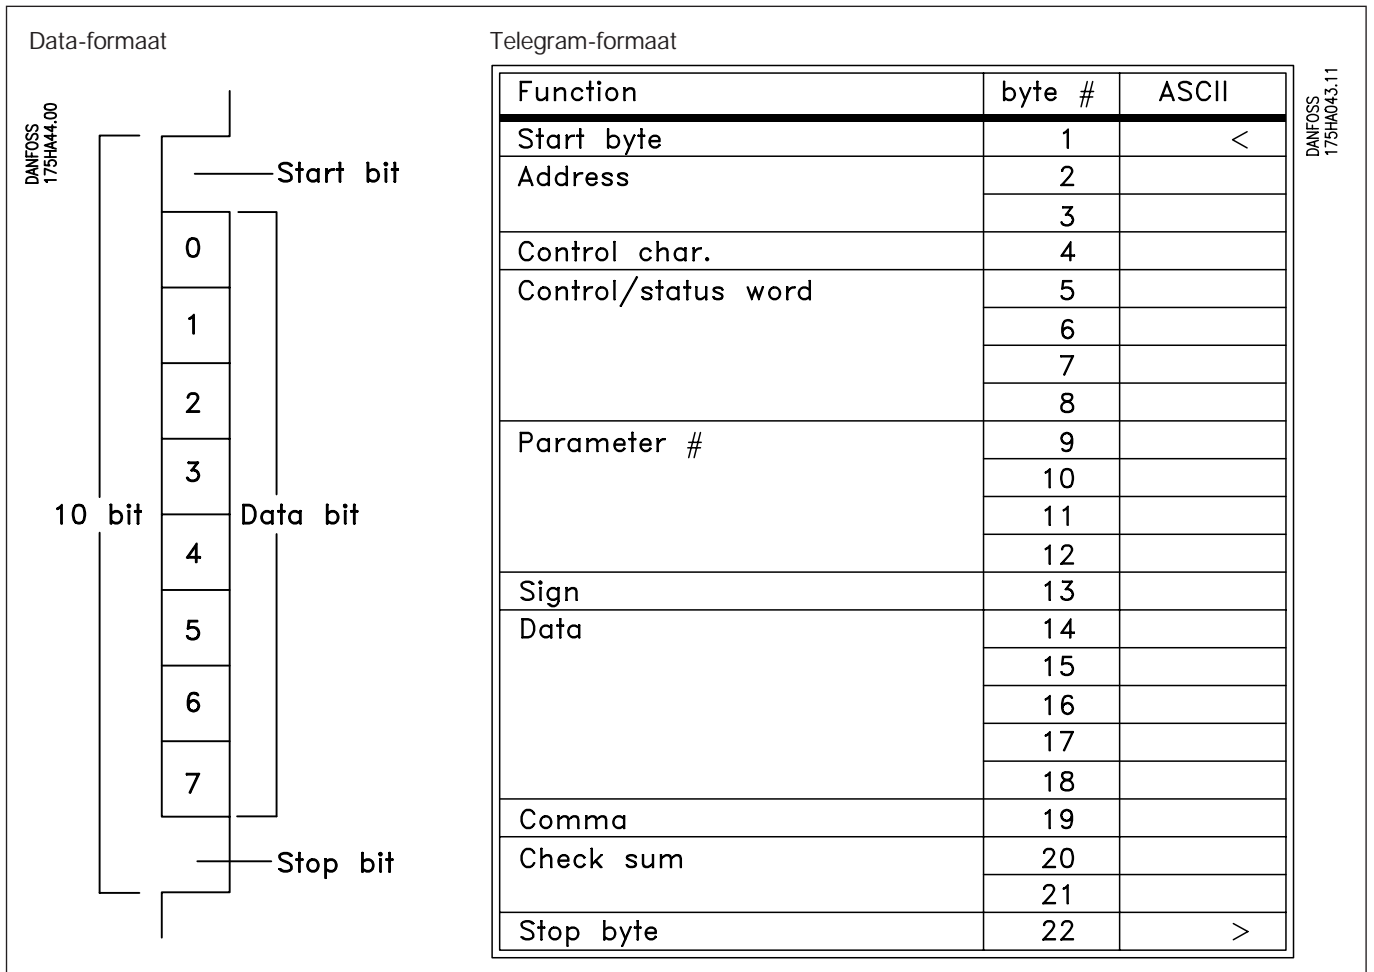 Data-formaat
DANFOSS
175HA44.00
Start bit
0
1
2
3
10 bit Data bit
4
5
6
7
Stop bit
Telegram-formaat
DANFOSS
175HA043.11
Function byte # ASCII
Start byte 1 <
Address 2
3
Control char. 4
Control/status word 5
6
7
8
Parameter # 9
10
11
12
Sign 13
Data 14
15
16
17
18
Comma 19
Check sum 20
21
Stop byte 22 >